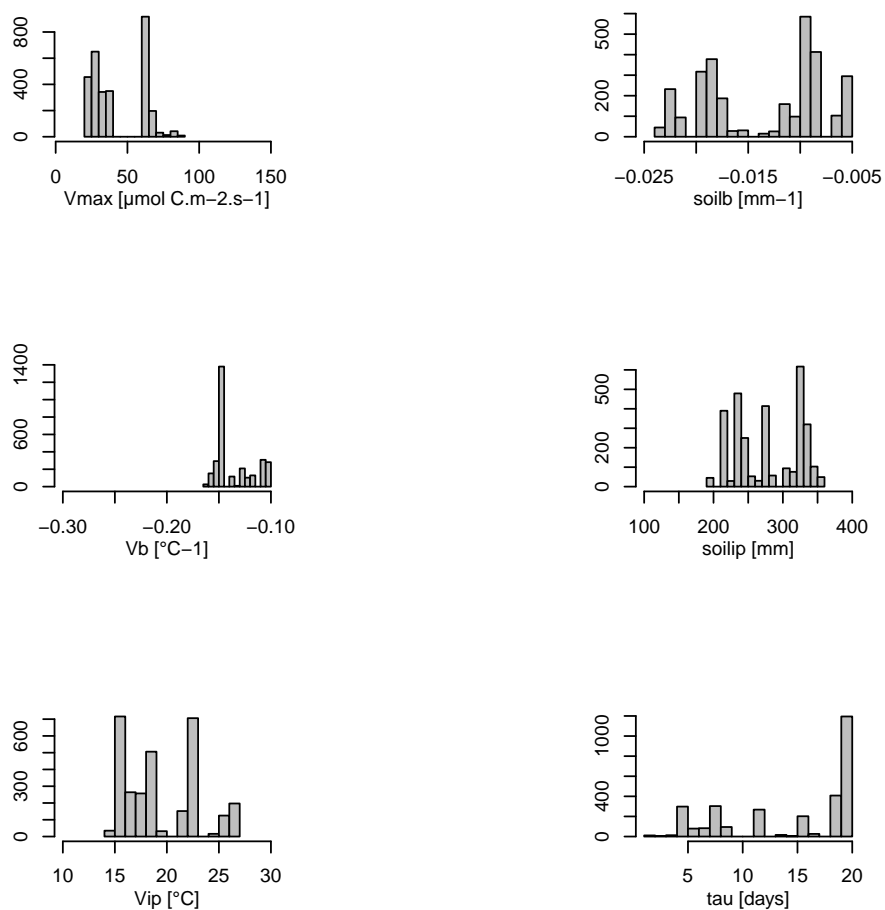 0 400 800
0 50 100 150
Vmax [µmol C.m−2.s−1]
0 200 500
−0.025 −0.015 −0.005
soilb [mm−1]
0 600 1400
−0.30 −0.20 −0.10
Vb [°C−1]
0 200 500
100 200 300 400
soilip [mm]
0 300 600
10 15 20 25 30
Vip [°C]
0 400 1000
5 10 15 20
tau [days]